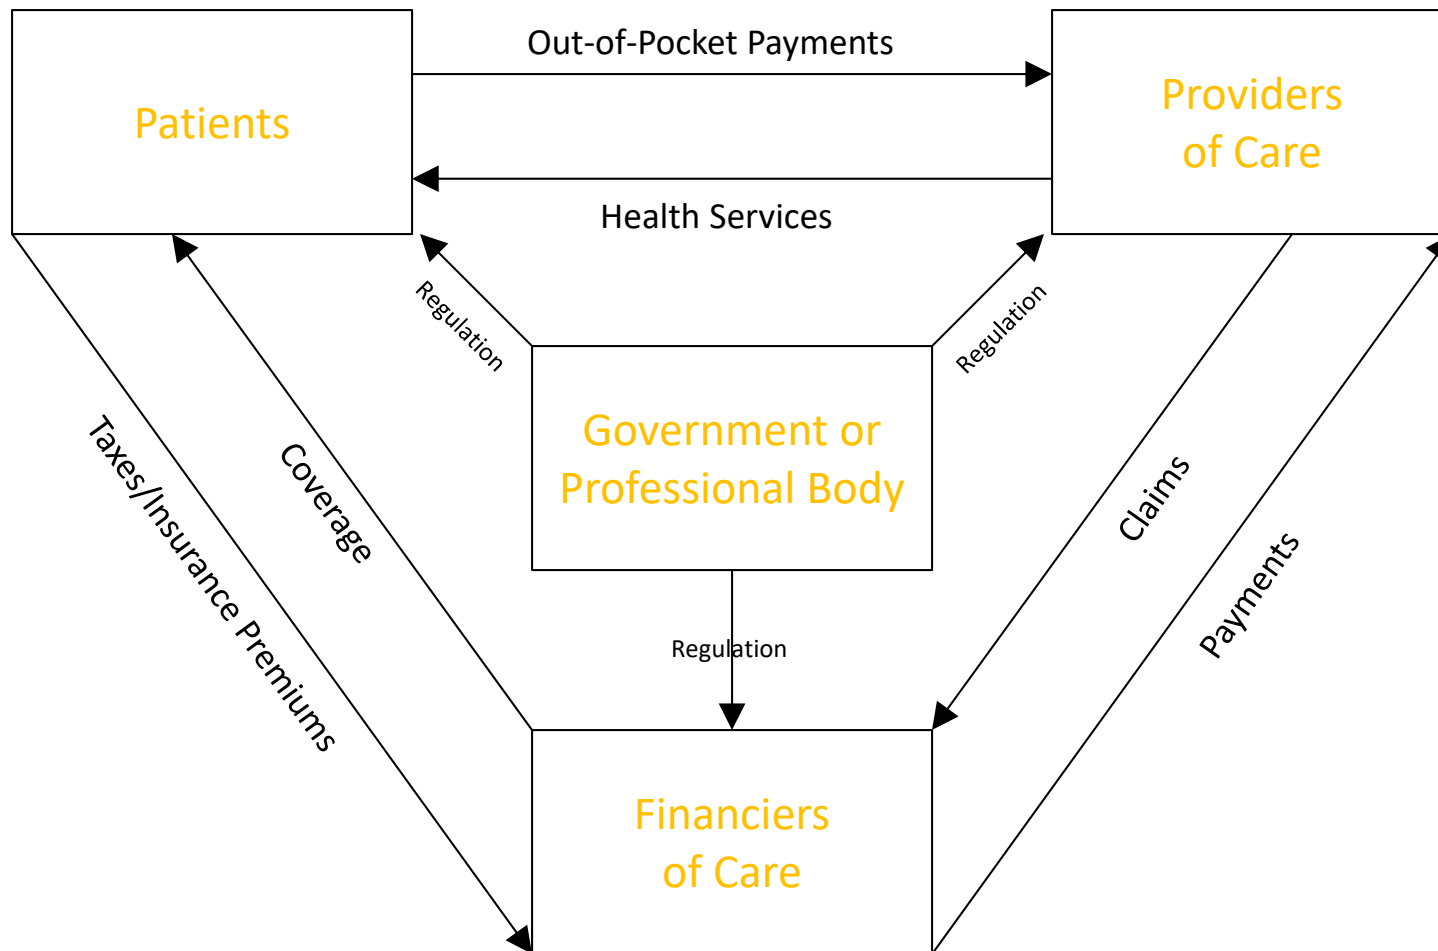 Out-of-Pocket Payments
Patients
Providers
of Care
Health Services
Regulation
Regulation
Government or
Professional Body
Taxes/Insurance Premiums
Coverage
Claims
Payments
Regulation
Financiers
of Care